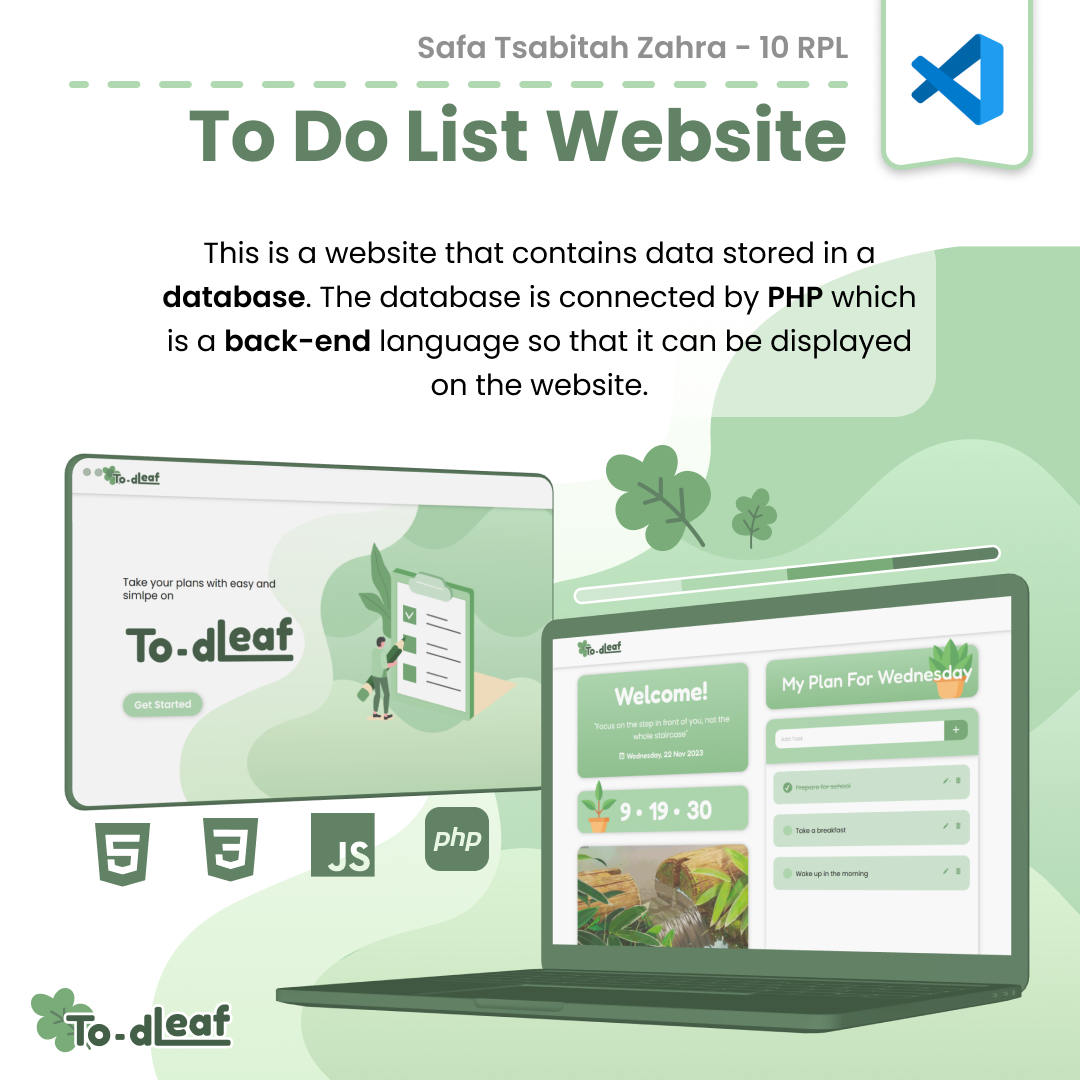 Safa Tsabitah Zahra - 10 RPL
To Do List Website
This is a website that contains data stored in a
database. The database is connected by PHP which
is a back-end language so that it can be displayed
on the website.
To-dLeaf
Take your plans with easy and
simlpe on
To-dLeaf
Get Started
5
3
JS
php
To-dLeaf
Welcome!
"Focus on the step in front of you, not the
whole staircase"
Wednesday, 22 Nov 2023
9 • 19 • 30
My Plan For Wednesday
Add Task
+
Prepare for school
Take a breakfast
Wake up in the morning
To-dLeaf